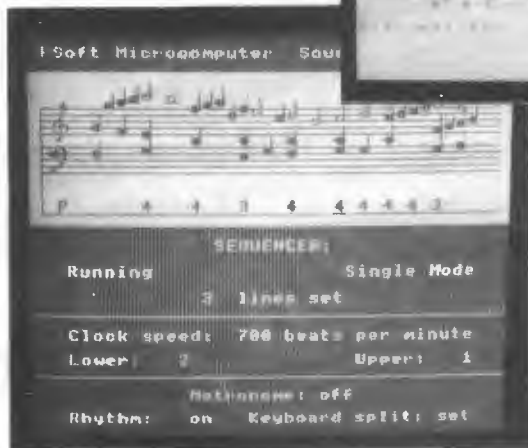 Soft Microcomputer Sou
P 4 4 3 4 4 4 4 4 3
SEQUENCER:
Running Single Mode
3 lines set
Clock speed: 700 beats per minute
Lower: 2 Upper: 1
Metronome: off
Rhythm: on Keyboard split: set